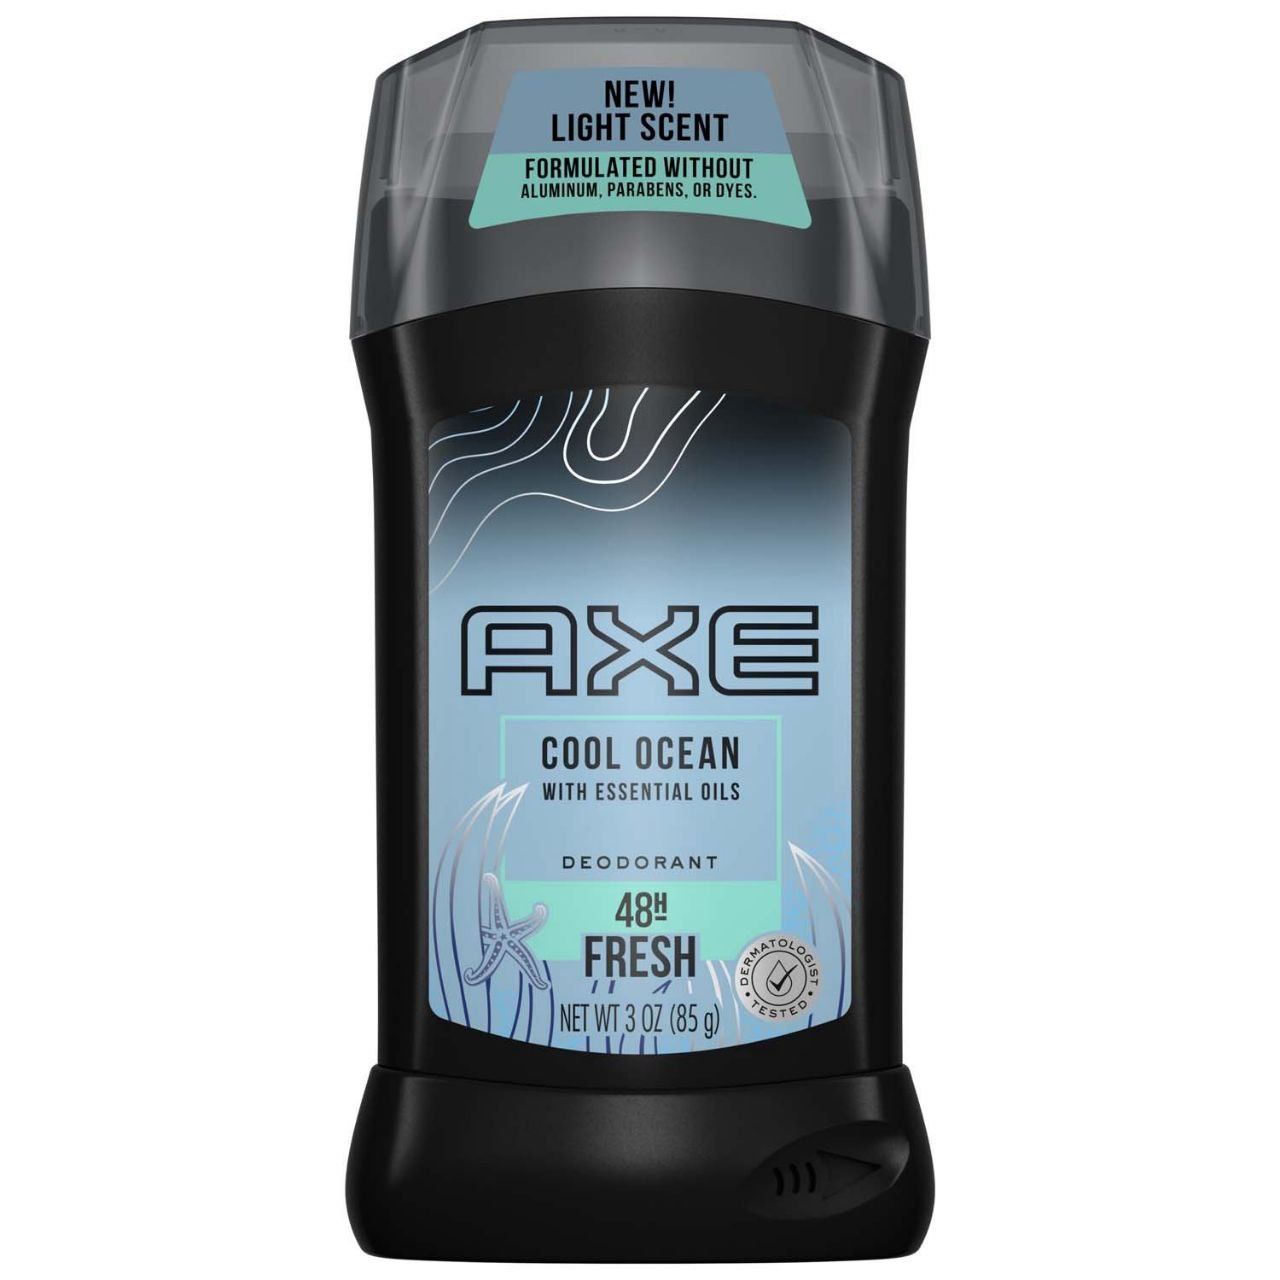 NEW!
LIGHT SCENT
FORMULATED WITHOUT
ALUMINUM, PARABENS, OR DYES.
AXE
COOL OCEAN
WITH ESSENTIAL OILS
DEODORANT
48H
FRESH
DERMATOLOGIST
TESTED
NET WT 3 OZ (85 g)